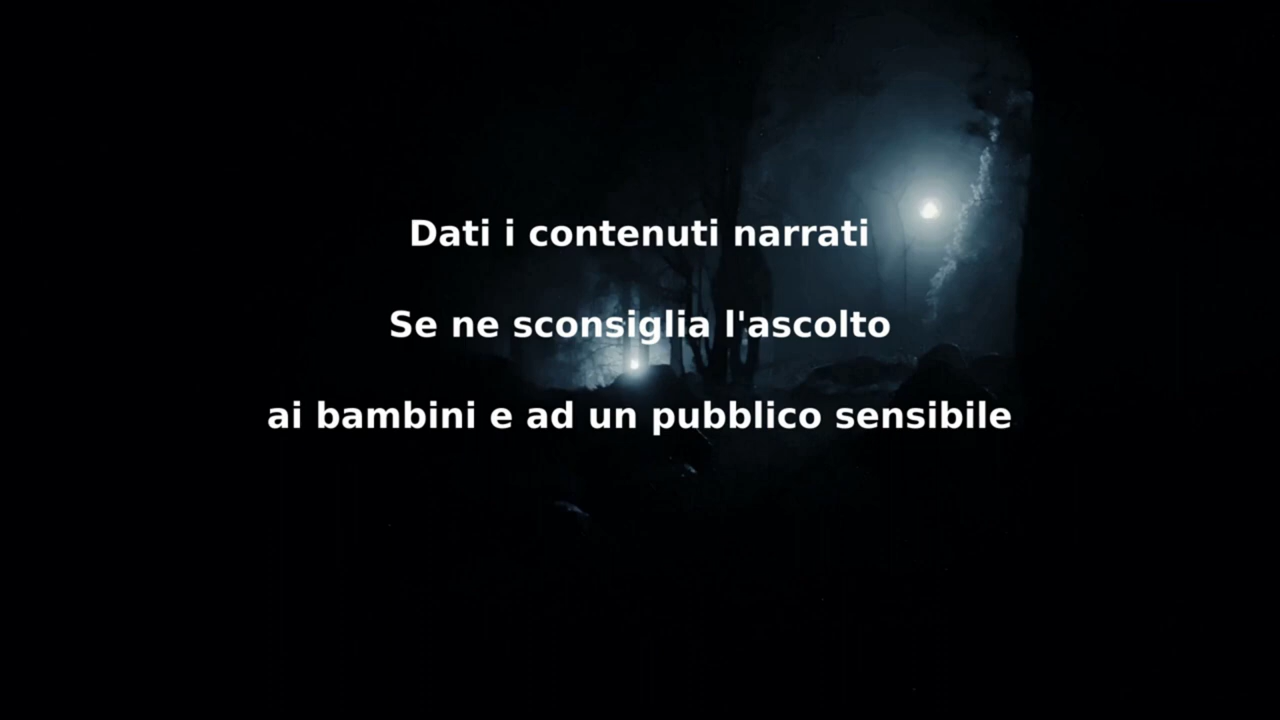 Dati i contenuti narrati
Se ne sconsiglia l'ascolto
ai bambini e ad un pubblico sensibile